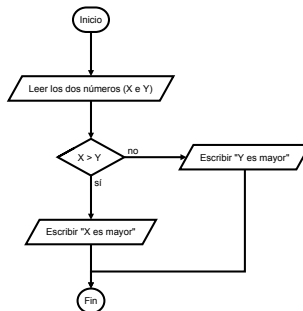 Inicio
Leer los dos números (X e Y)
X > Y
no
Escribir "Y es mayor"
sí
Escribir "X es mayor"
Fin